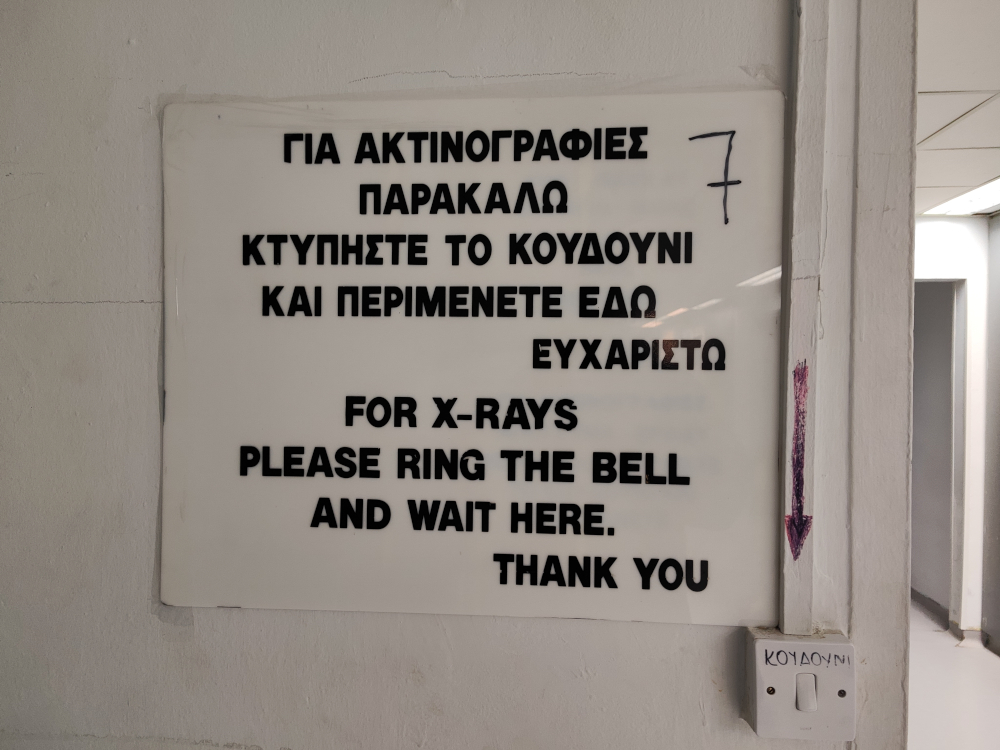 ΓΙΑ ΑΚΤΙΝΟΓΡΑΦΙΕΣ
7
ΠΑΡΑΚΑΛΩ
ΚΤΥΠΗΣΤΕ ΤΟ ΚΟΥΔΟΥΝΙ
ΚΑΙ ΠΕΡΙΜΕΝΕΤΕ ΕΔΩ
ΕΥΧΑΡΙΣΤΩ
FOR X-RAYS
PLEASE RING THE BELL
AND WAIT HERE.
THANK YOU
ΚΟΥΔΟΥΝΙ